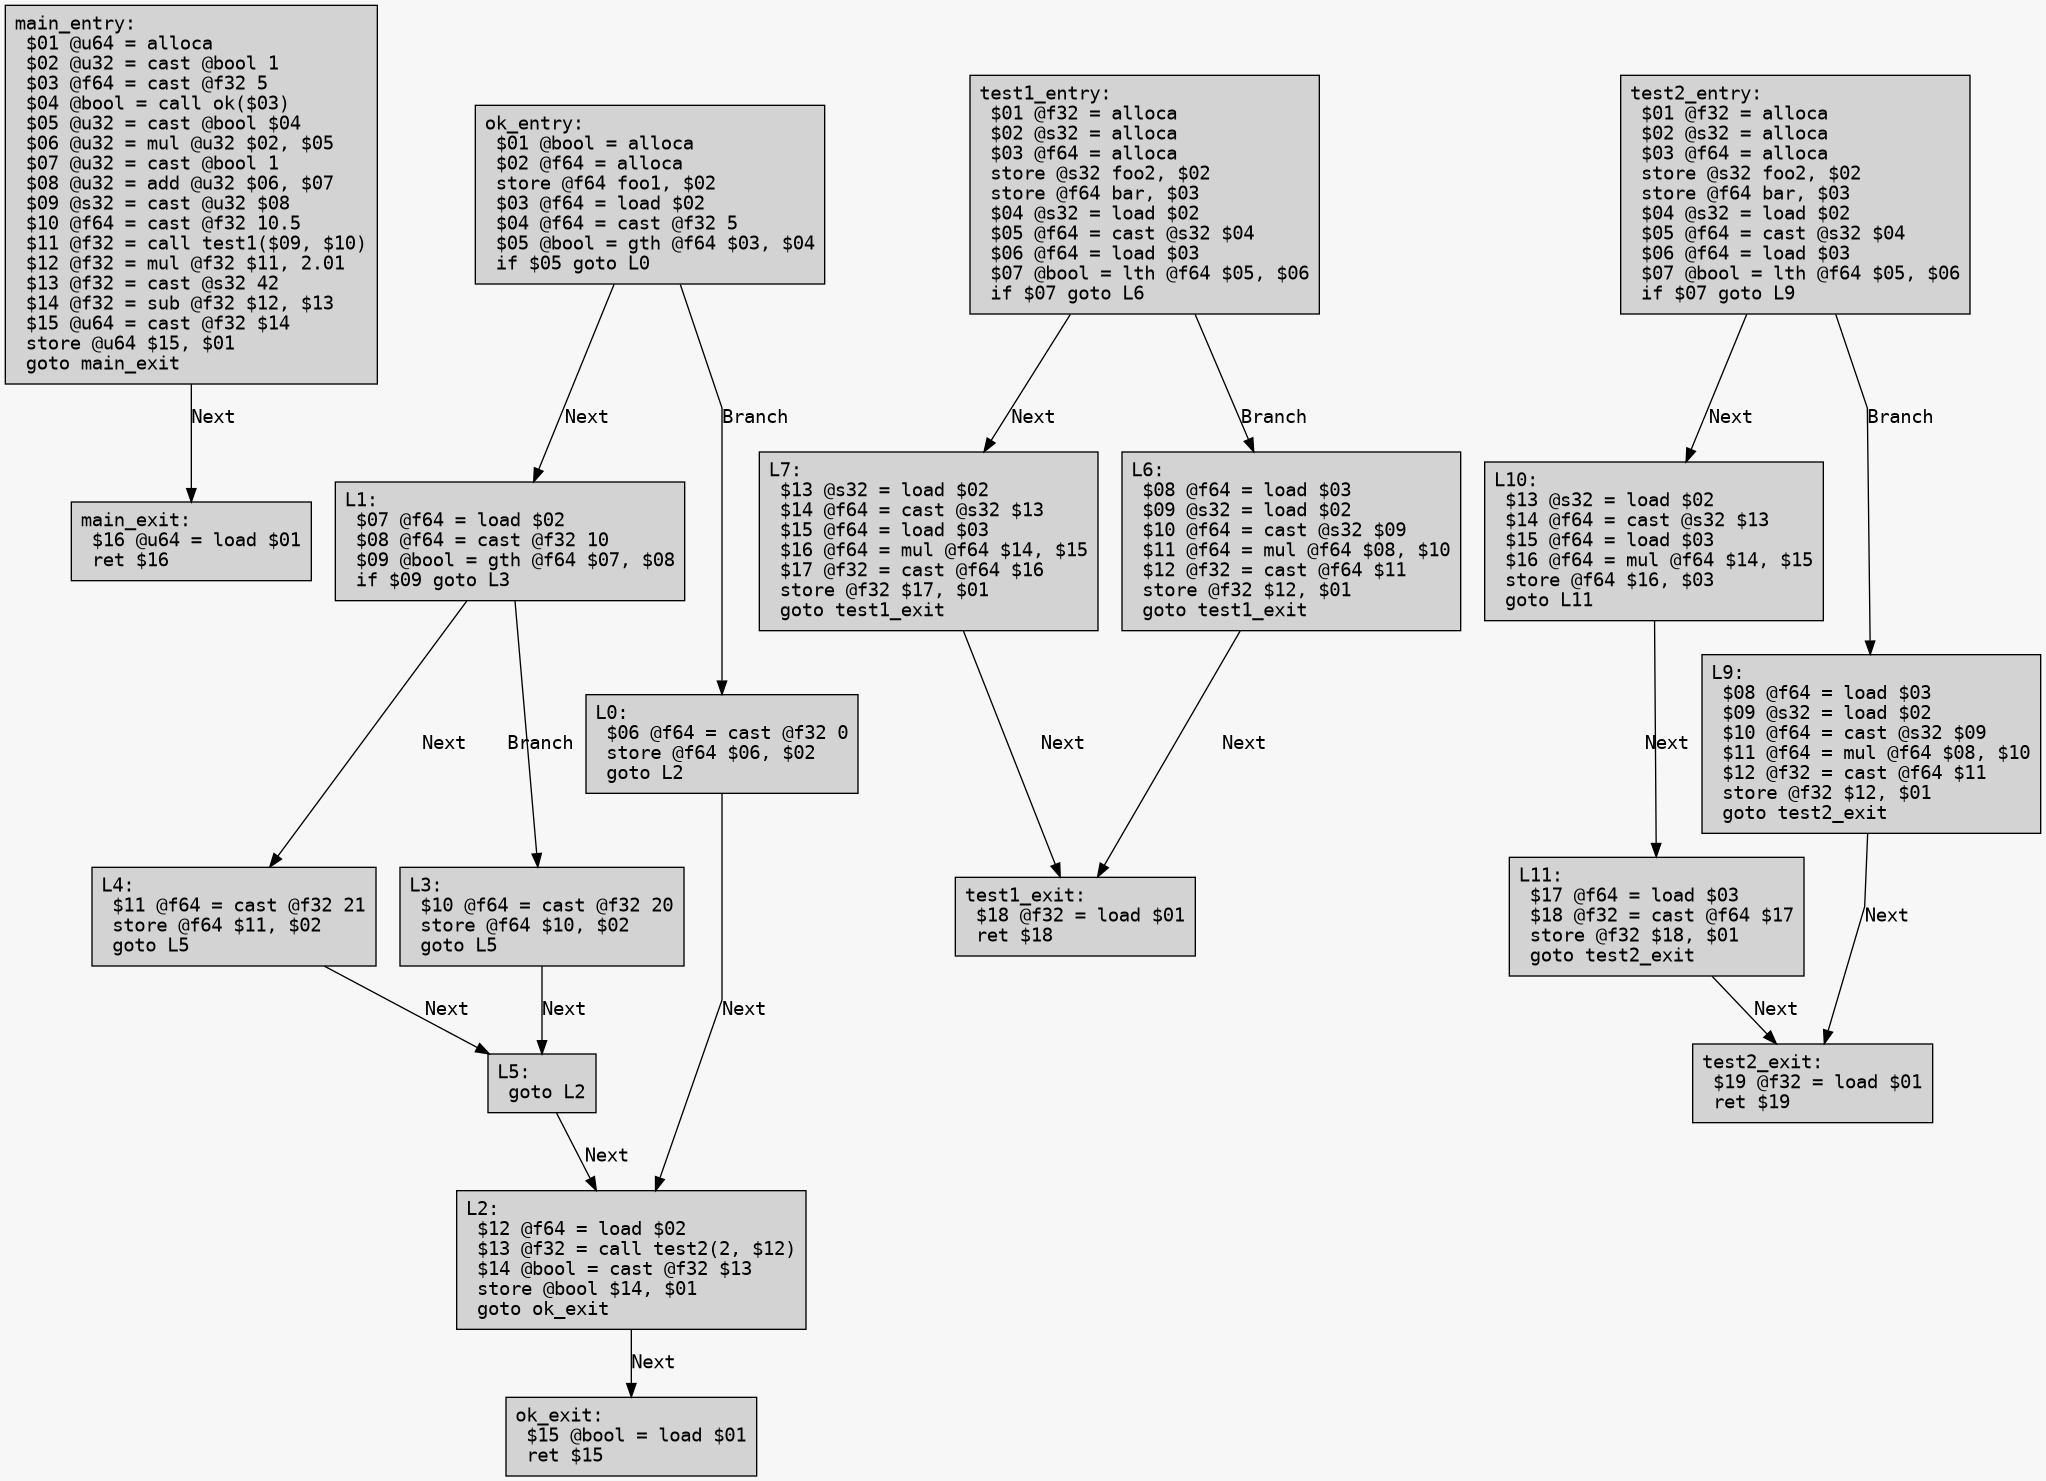 main_entry:
$01 @u64 = alloca
$02 @u32 = cast @bool 1
$03 @f64 = cast @f32 5
$04 @bool = call ok($03)
$05 @u32 = cast @bool $04
$06 @u32 = mul @u32 $02, $05
$07 @u32 = cast @bool 1
$08 @u32 = add @u32 $06, $07
$09 @s32 = cast @u32 $08
$10 @f64 = cast @f32 10.5
$11 @f32 = call test1($09, $10)
$12 @f32 = mul @f32 $11, 2.01
$13 @f32 = cast @s32 42
$14 @f32 = sub @f32 $12, $13
$15 @u64 = cast @f32 $14
store @u64 $15, $01
goto main_exit
Next
main_exit:
$16 @u64 = load $01
ret $16
ok_entry:
$01 @bool = alloca
$02 @f64 = alloca
store @f64 foo1, $02
$03 @f64 = load $02
$04 @f64 = cast @f32 5
$05 @bool = gth @f64 $03, $04
if $05 goto L0
Next
Branch
L1:
$07 @f64 = load $02
$08 @f64 = cast @f32 10
$09 @bool = gth @f64 $07, $08
if $09 goto L3
Next
Branch
L0:
$06 @f64 = cast @f32 0
store @f64 $06, $02
goto L2
L4:
$11 @f64 = cast @f32 21
store @f64 $11, $02
goto L5
L3:
$10 @f64 = cast @f32 20
store @f64 $10, $02
goto L5
Next
Next
Next
L5:
goto L2
Next
L2:
$12 @f64 = load $02
$13 @f32 = call test2(2, $12)
$14 @bool = cast @f32 $13
store @bool $14, $01
goto ok_exit
Next
ok_exit:
$15 @bool = load $01
ret $15
test1_entry:
$01 @f32 = alloca
$02 @s32 = alloca
$03 @f64 = alloca
store @s32 foo2, $02
store @f64 bar, $03
$04 @s32 = load $02
$05 @f64 = cast @s32 $04
$06 @f64 = load $03
$07 @bool = lth @f64 $05, $06
if $07 goto L6
Next
Branch
L7:
$13 @s32 = load $02
$14 @f64 = cast @s32 $13
$15 @f64 = load $03
$16 @f64 = mul @f64 $14, $15
$17 @f32 = cast @f64 $16
store @f32 $17, $01
goto test1_exit
L6:
$08 @f64 = load $03
$09 @s32 = load $02
$10 @f64 = cast @s32 $09
$11 @f64 = mul @f64 $08, $10
$12 @f32 = cast @f64 $11
store @f32 $12, $01
goto test1_exit
Next
Next
test1_exit:
$18 @f32 = load $01
ret $18
test2_entry:
$01 @f32 = alloca
$02 @s32 = alloca
$03 @f64 = alloca
store @s32 foo2, $02
store @f64 bar, $03
$04 @s32 = load $02
$05 @f64 = cast @s32 $04
$06 @f64 = load $03
$07 @bool = lth @f64 $05, $06
if $07 goto L9
Next
Branch
L10:
$13 @s32 = load $02
$14 @f64 = cast @s32 $13
$15 @f64 = load $03
$16 @f64 = mul @f64 $14, $15
store @f64 $16, $03
goto L11
Next
L9:
$08 @f64 = load $03
$09 @s32 = load $02
$10 @f64 = cast @s32 $09
$11 @f64 = mul @f64 $08, $10
$12 @f32 = cast @f64 $11
store @f32 $12, $01
goto test2_exit
L11:
$17 @f64 = load $03
$18 @f32 = cast @f64 $17
store @f32 $18, $01
goto test2_exit
Next
Next
test2_exit:
$19 @f32 = load $01
ret $19